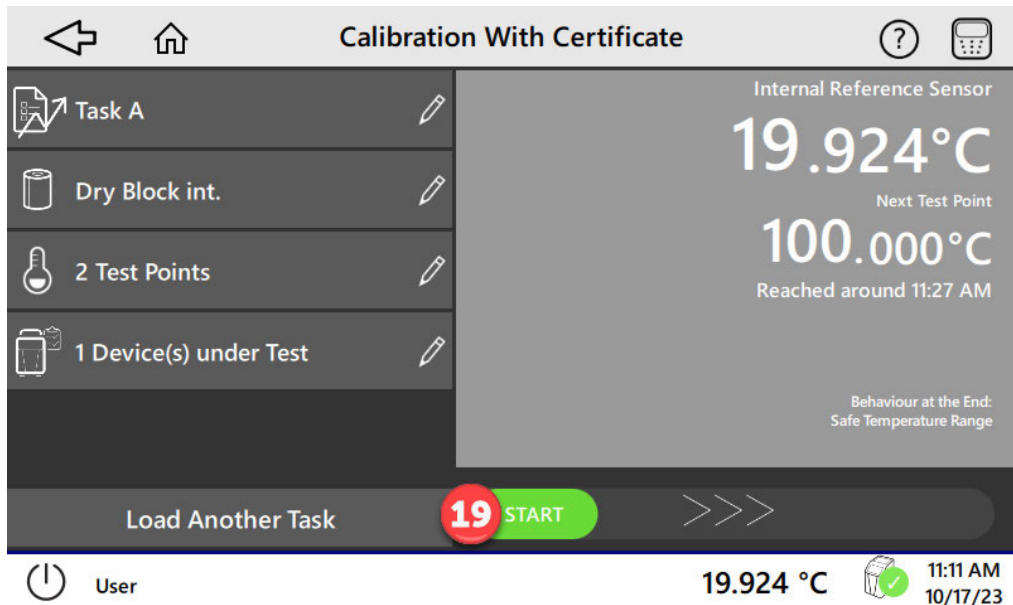 Calibration With Certificate
?
Task A
Dry Block int.
2 Test Points
1 Device(s) under Test
Internal Reference Sensor
19.924°C
Next Test Point
100.000°C
Reached around 11:27 AM
Behaviour at the End:
Safe Temperature Range
Load Another Task
19 START
User
19.924 °C
11:11 AM
10/17/23